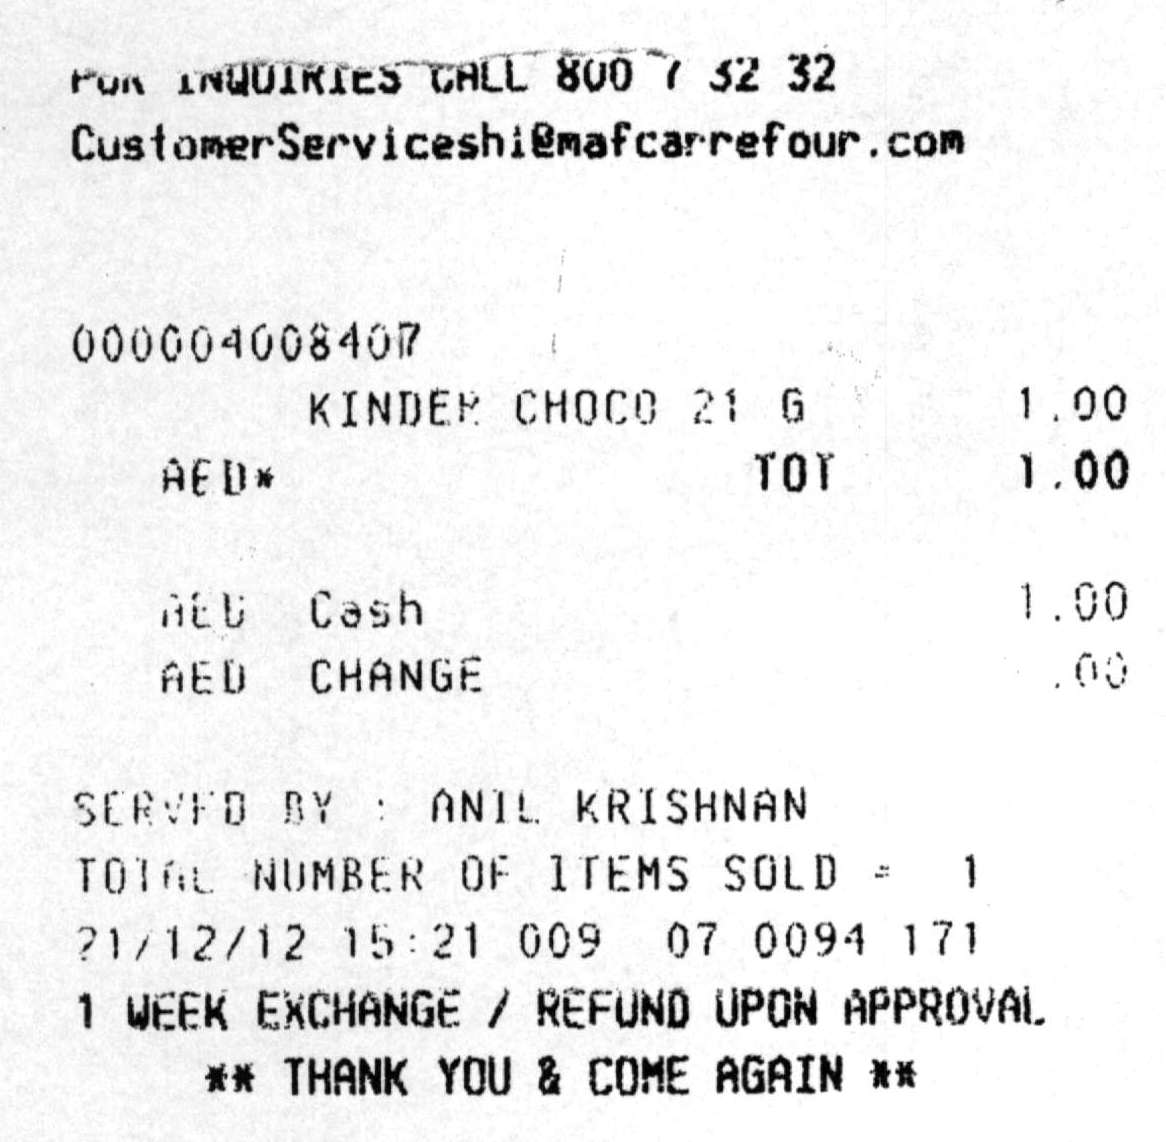 FOR INQUIRIES CALL 800 7 32 32
CustomerServiceshi@mafcarrefour.com
000004008407
KINDER CHOCO 21 G 1.00
AED* TOT 1.00
AED Cash 1.00
AED CHANGE .00
SERVED BY : ANIL KRISHNAN
TOTAL NUMBER OF ITEMS SOLD = 1
21/12/12 15:21 009 07 0094 171
1 WEEK EXCHANGE / REFUND UPON APPROVAL
** THANK YOU & COME AGAIN **